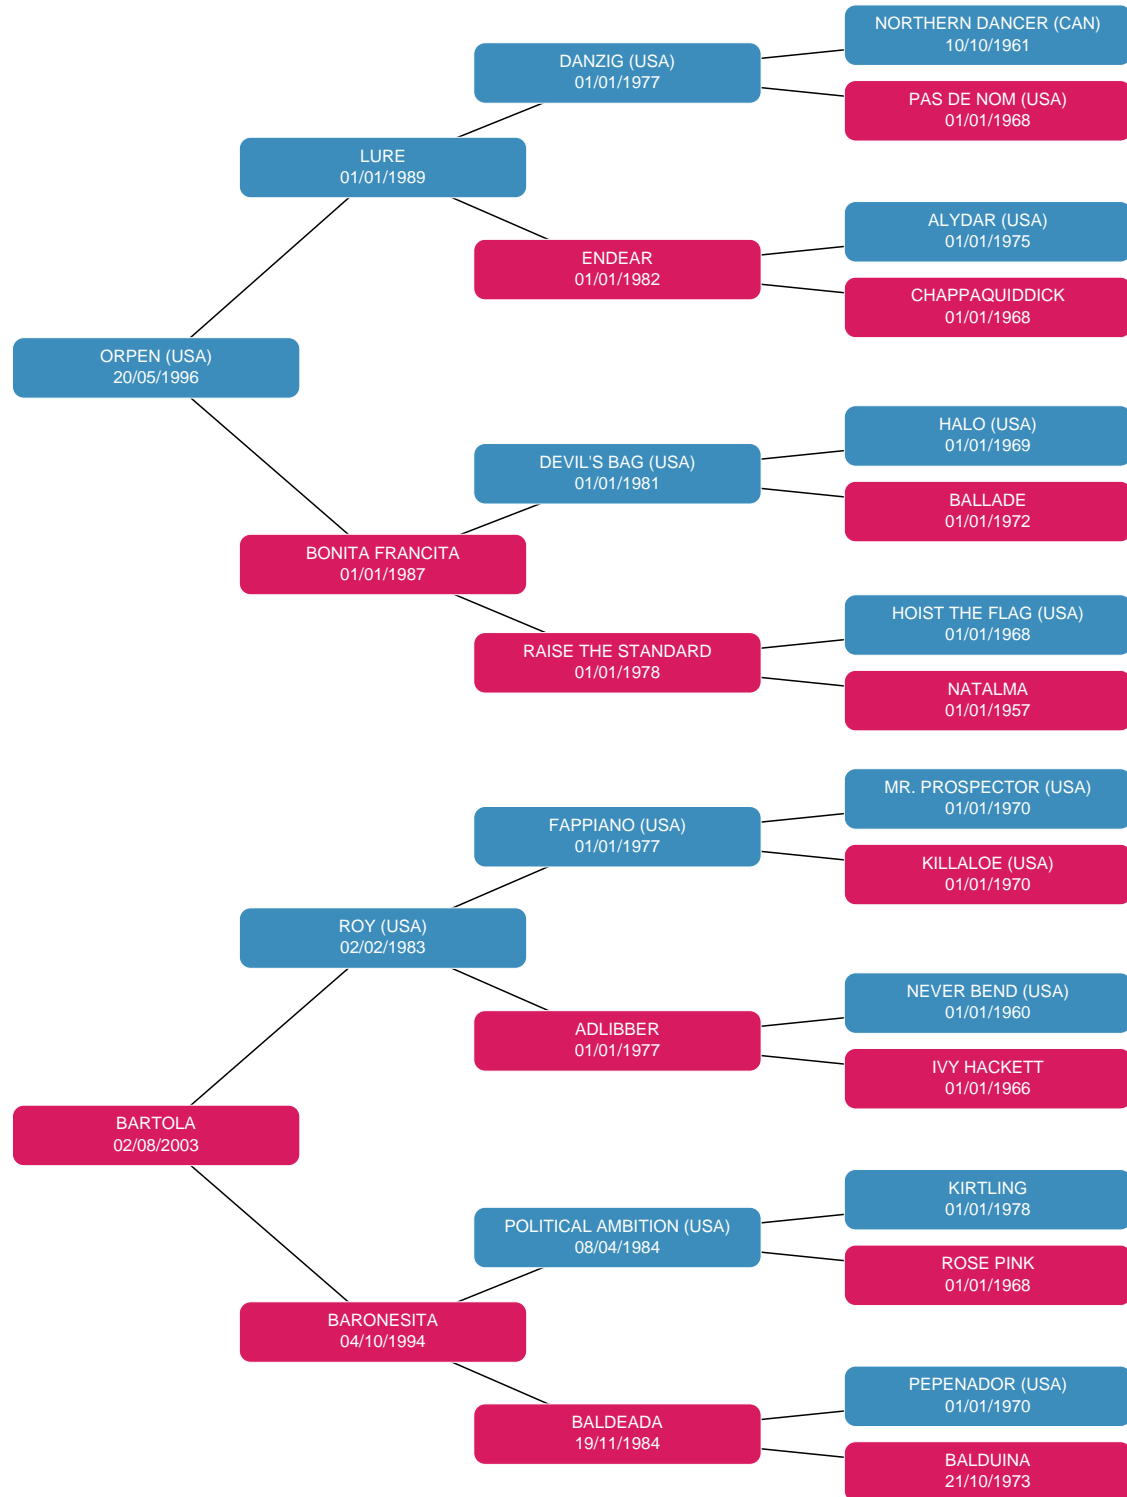 NORTHERN DANCER (CAN)
10/10/1961
DANZIG (USA)
01/01/1977
PAS DE NOM (USA)
01/01/1968
LURE
01/01/1989
ALYDAR (USA)
01/01/1975
ENDEAR
01/01/1982
CHAPPAQUIDDICK
01/01/1968
ORPEN (USA)
20/05/1996
HALO (USA)
01/01/1969
DEVIL'S BAG (USA)
01/01/1981
BALLADE
01/01/1972
BONITA FRANCITA
01/01/1987
HOIST THE FLAG (USA)
01/01/1968
RAISE THE STANDARD
01/01/1978
NATALMA
01/01/1957
MR. PROSPECTOR (USA)
01/01/1970
FAPPIANO (USA)
01/01/1977
KILLALOE (USA)
01/01/1970
ROY (USA)
02/02/1983
NEVER BEND (USA)
01/01/1960
ADLIBBER
01/01/1977
IVY HACKETT
01/01/1966
BARTOLA
02/08/2003
KIRTLING
01/01/1978
POLITICAL AMBITION (USA)
08/04/1984
ROSE PINK
01/01/1968
BARONESITA
04/10/1994
PEPENADOR (USA)
01/01/1970
BALDEADA
19/11/1984
BALDUINA
21/10/1973